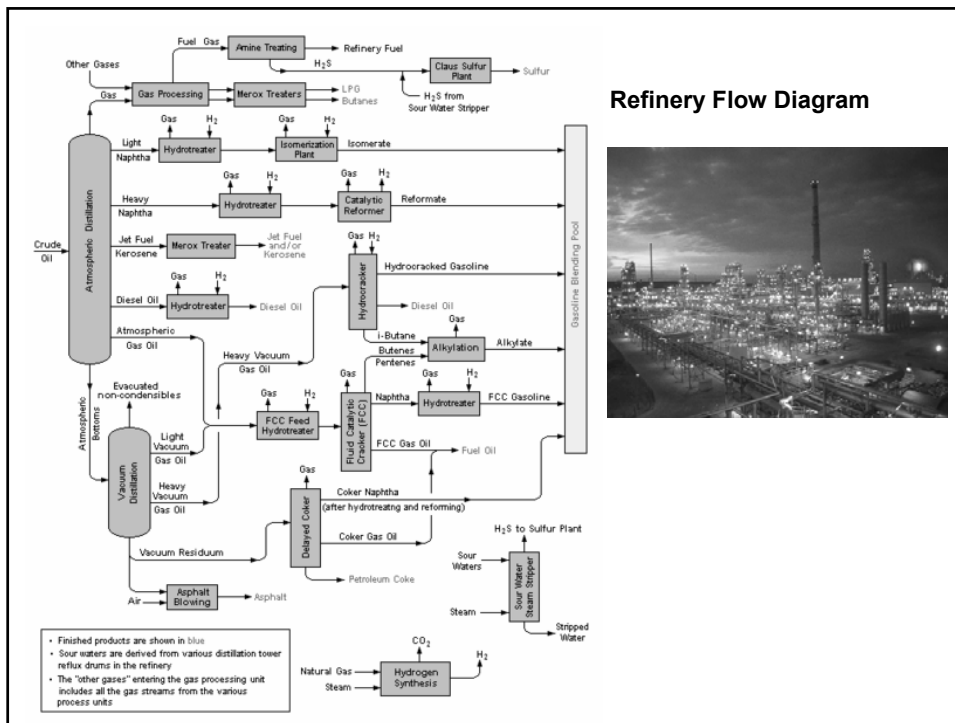 Refinery Flow Diagram
Fuel Gas
Amine Treating
Refinery Fuel
H₂S
Other Gases
Claus Sulfur
Plant
Sulfur
Gas
Gas Processing
Merox Treaters
LPG
Butanes
H₂S from
Sour Water Stripper
Gas
H₂
Gas
H₂
Light
Naphtha
Hydrotreater
Isomerization
Plant
Isomerate
Gas
H₂
Gas
H₂
Heavy
Naphtha
Hydrotreater
Catalytic
Reformer
Reformate
Crude
Oil
Atmospheric Distillation
Jet Fuel
Kerosene
Merox Treater
Jet Fuel
and/or
Kerosene
Gas
H₂
Diesel Oil
Hydrotreater
Diesel Oil
Gas
H₂
Hydrocracker
Hydrocracked Gasoline
Diesel Oil
Gasoline Blending Pool
Atmospheric
Gas Oil
i-Butane
Butenes
Pentenes
Gas
Alkylation
Alkylate
Heavy Vacuum
Gas Oil
Atmospheric
Bottoms
Evacuated
non-condensibles
Gas
H₂
FCC Feed
Hydrotreater
Gas
Fluid Catalytic
Cracker (FCC)
Naphtha
Gas
H₂
Hydrotreater
FCC Gasoline
FCC Gas Oil
Fuel Oil
Vacuum
Distillation
Light
Vacuum
Gas Oil
Heavy
Vacuum
Gas Oil
Gas
Delayed Coker
Coker Naphtha
(after hydrotreatng and reforming)
Coker Gas Oil
Petroleum Coke
Vacuum Residuum
Air
Asphalt
Blowing
Asphalt
H₂S to Sulfur Plant
Sour
Waters
Sour Water
Steam Stripper
Steam
Stripped
Water
CO₂
H₂
Natural Gas
Steam
Hydrogen
Synthesis
• Finished products are shown in blue
• Sour waters are derived from various distillation tower
reflux drums in the refinery
• The "other gases" entering the gas processing unit
includes all the gas streams from the various
process units